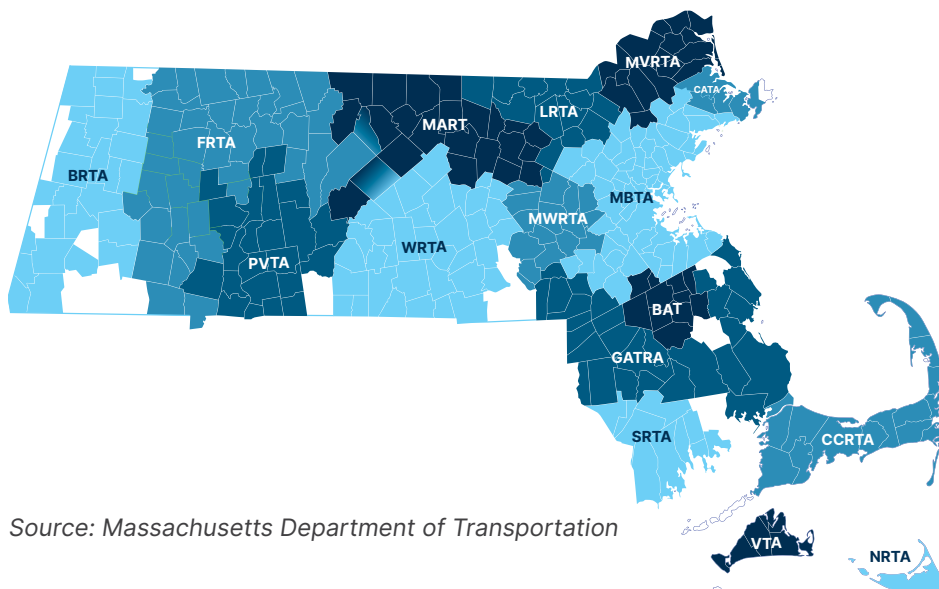 MVRTA
CATA
LRTA
MART
FRTA
BRTA
MBTA
MWRTA
WRTA
PVTA
BAT
GATRA
SRTA
CCRTA
Source: Massachusetts Department of Transportation
VTA
NRTA